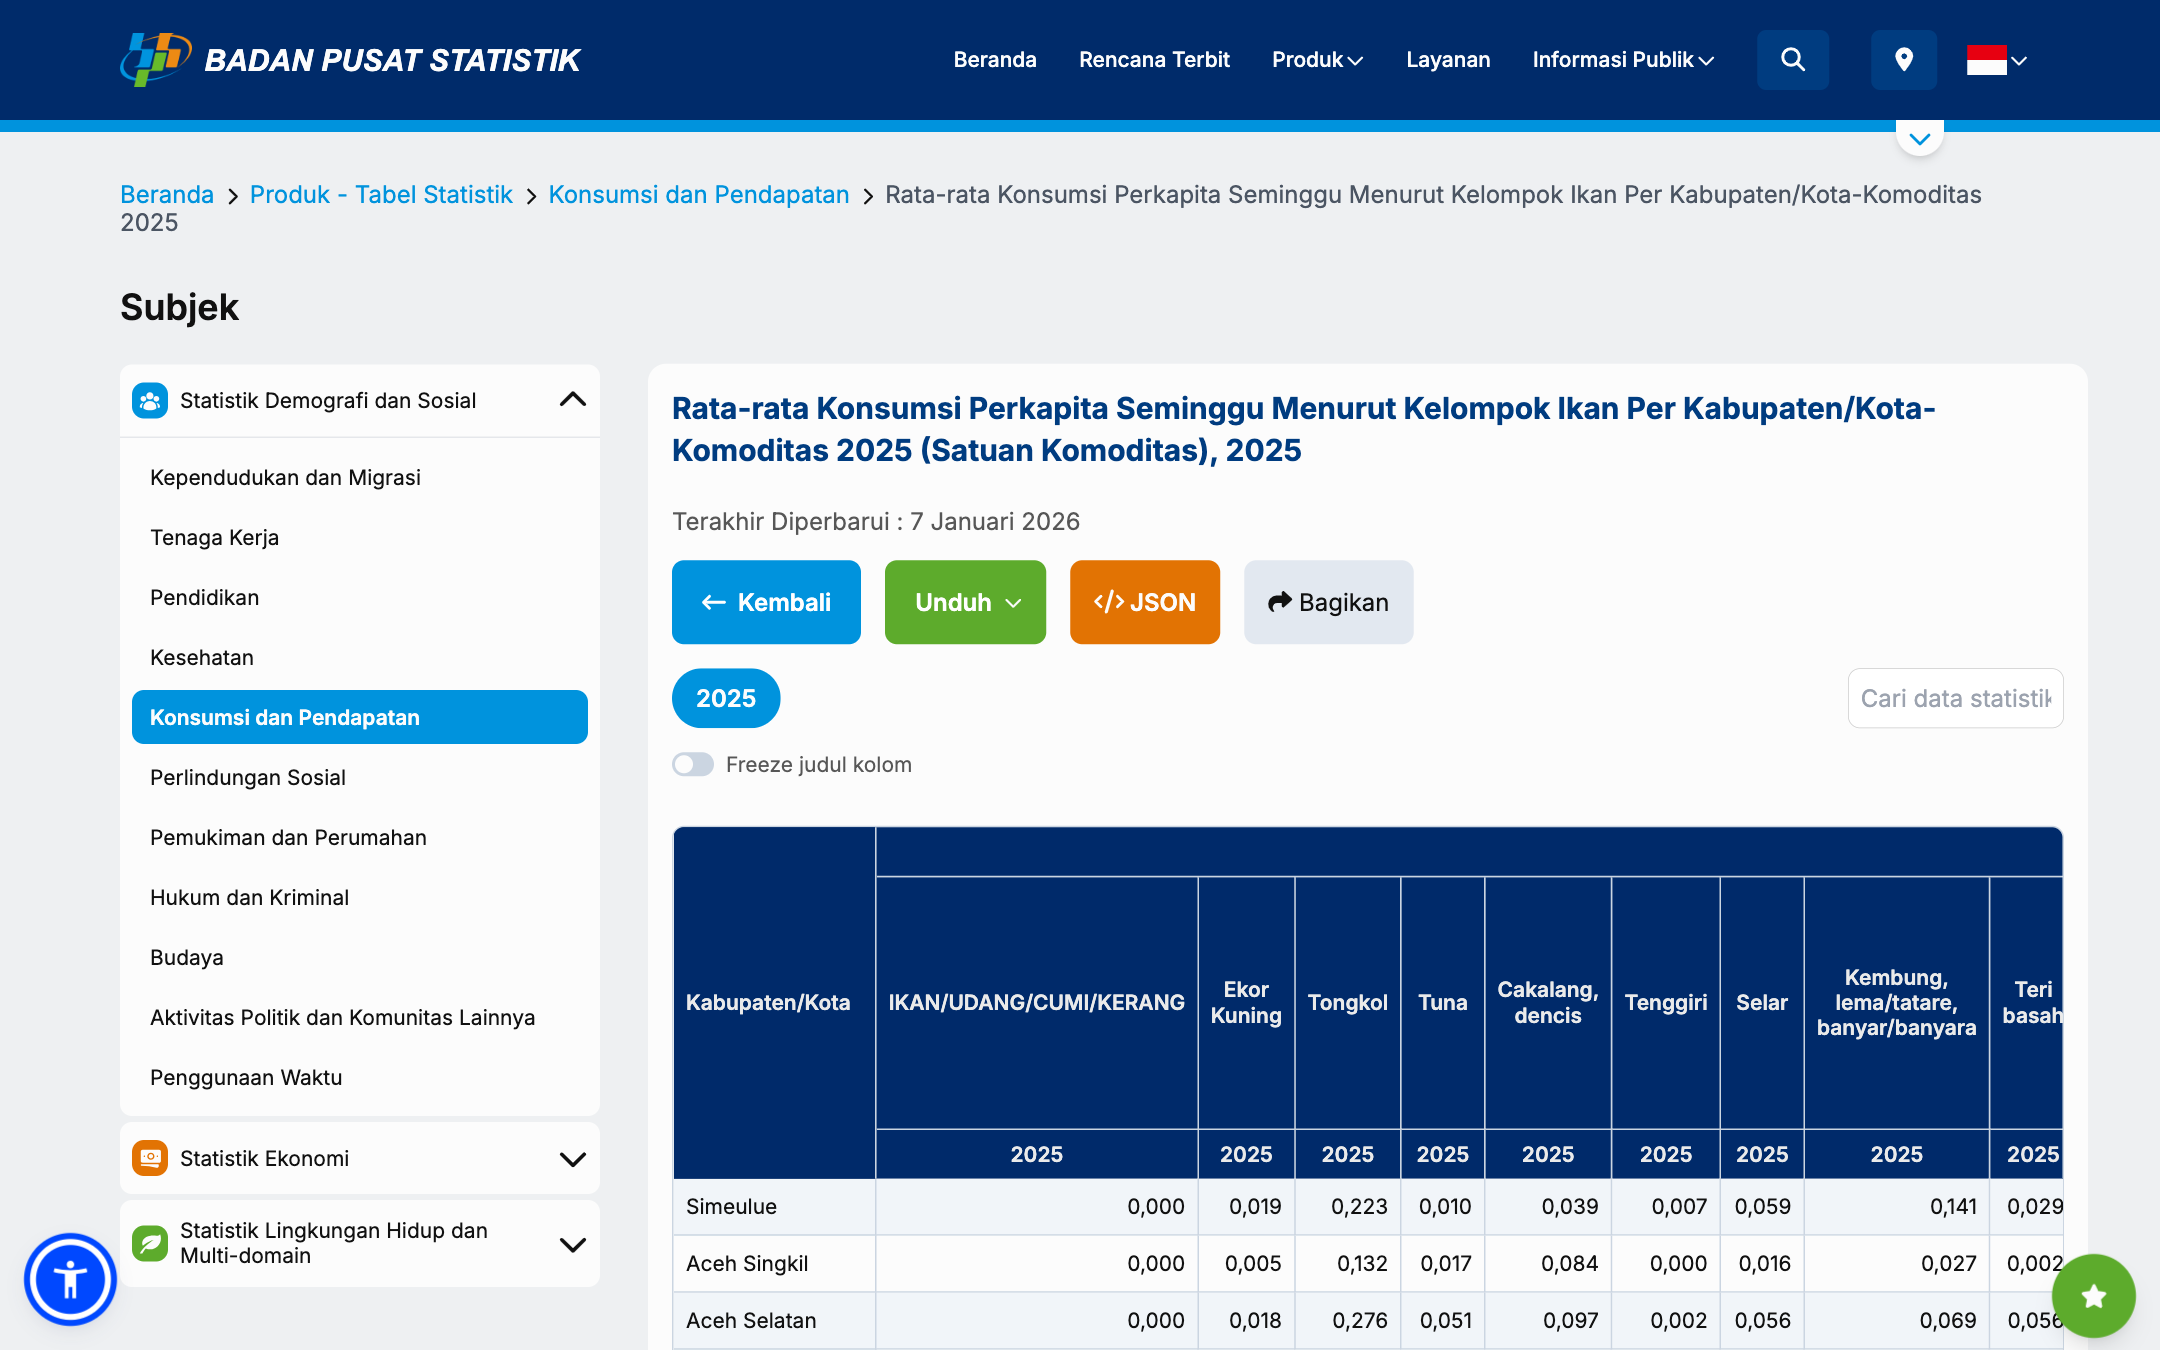 BADAN PUSAT STATISTIK
Beranda
Rencana Terbit
Produk
Layanan
Informasi Publik
Beranda > Produk - Tabel Statistik > Konsumsi dan Pendapatan > Rata-rata Konsumsi Perkapita Seminggu Menurut Kelompok Ikan Per Kabupaten/Kota-Komoditas
2025
Subjek
Statistik Demografi dan Sosial
Kependudukan dan Migrasi
Tenaga Kerja
Pendidikan
Kesehatan
Konsumsi dan Pendapatan
Perlindungan Sosial
Pemukiman dan Perumahan
Hukum dan Kriminal
Budaya
Aktivitas Politik dan Komunitas Lainnya
Penggunaan Waktu
Statistik Ekonomi
Statistik Lingkungan Hidup dan
Multi-domain
Rata-rata Konsumsi Perkapita Seminggu Menurut Kelompok Ikan Per Kabupaten/Kota-
Komoditas 2025 (Satuan Komoditas), 2025
Terakhir Diperbarui : 7 Januari 2026
Kembali
Unduh
</> JSON
Bagikan
2025
Cari data statistik
Freeze judul kolom
Kabupaten/Kota
IKAN/UDANG/CUMI/KERANG
Ekor
Kuning
Tongkol
Tuna
Cakalang,
dencis
Tenggiri
Selar
Kembung,
lema/tatare,
banyar/banyara
Teri
basah
2025 2025 2025 2025 2025 2025 2025 2025 2025
Simeulue 0,000 0,019 0,223 0,010 0,039 0,007 0,059 0,141 0,029
Aceh Singkil 0,000 0,005 0,132 0,017 0,084 0,000 0,016 0,027 0,002
Aceh Selatan 0,000 0,018 0,276 0,051 0,097 0,002 0,056 0,069 0,056